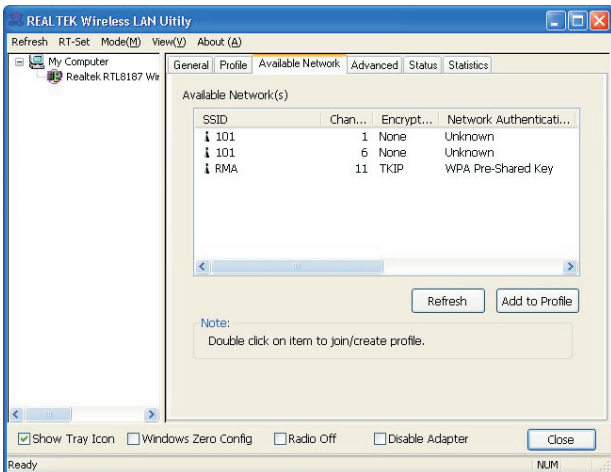 REALTEK Wireless LAN Uitily
Refresh RT-Set Mode(M) View(V) About (A)
My Computer
Realtek RTL8187 Wir
General Profile Available Network Advanced Status Statistics
Available Network(s)
SSID Chan... Encrypt... Network Authenticati...
101 1 None Unknown
101 6 None Unknown
RMA 11 TKIP WPA Pre-Shared Key
Refresh Add to Profile
Note:
Double click on item to join/create profile.
Show Tray Icon Windows Zero Config Radio Off Disable Adapter Close
Ready NUM